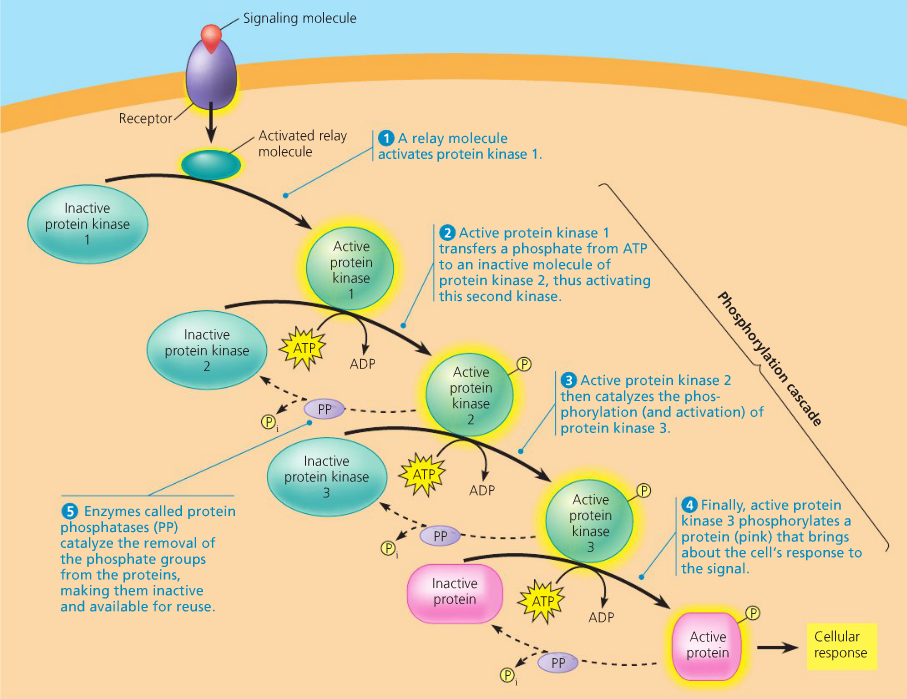 Signaling molecule
Receptor
Activated relay
molecule
1 A relay molecule
activates protein kinase 1.
Inactive
protein kinase
1
Active
protein
kinase
1
2 Active protein kinase 1
transfers a phosphate from ATP
to an inactive molecule of
protein kinase 2, thus activating
this second kinase.
Phosphorylation cascade
Inactive
protein kinase
2
ATP
ADP
Active
protein
kinase
2
P
3 Active protein kinase 2
then catalyzes the phos-
phorylation (and activation) of
protein kinase 3.
PP
Pi
Inactive
protein kinase
3
ATP
ADP
Active
protein
kinase
3
P
4 Finally, active protein
kinase 3 phosphorylates a
protein (pink) that brings
about the cell's response to
the signal.
5 Enzymes called protein
phosphatases (PP)
catalyze the removal of
the phosphate groups
from the proteins,
making them inactive
and available for reuse.
PP
Pi
Inactive
protein
ATP
ADP
Active
protein
P
Cellular
response
PP
Pi